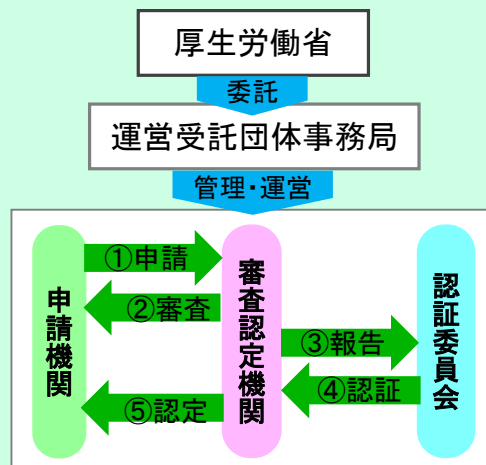 厚生労働省
委託
運営受託団体事務局
管理・運営
申請機関
①申請
②審査
⑤認定
審査認定機関
③報告
④認証
認証委員会